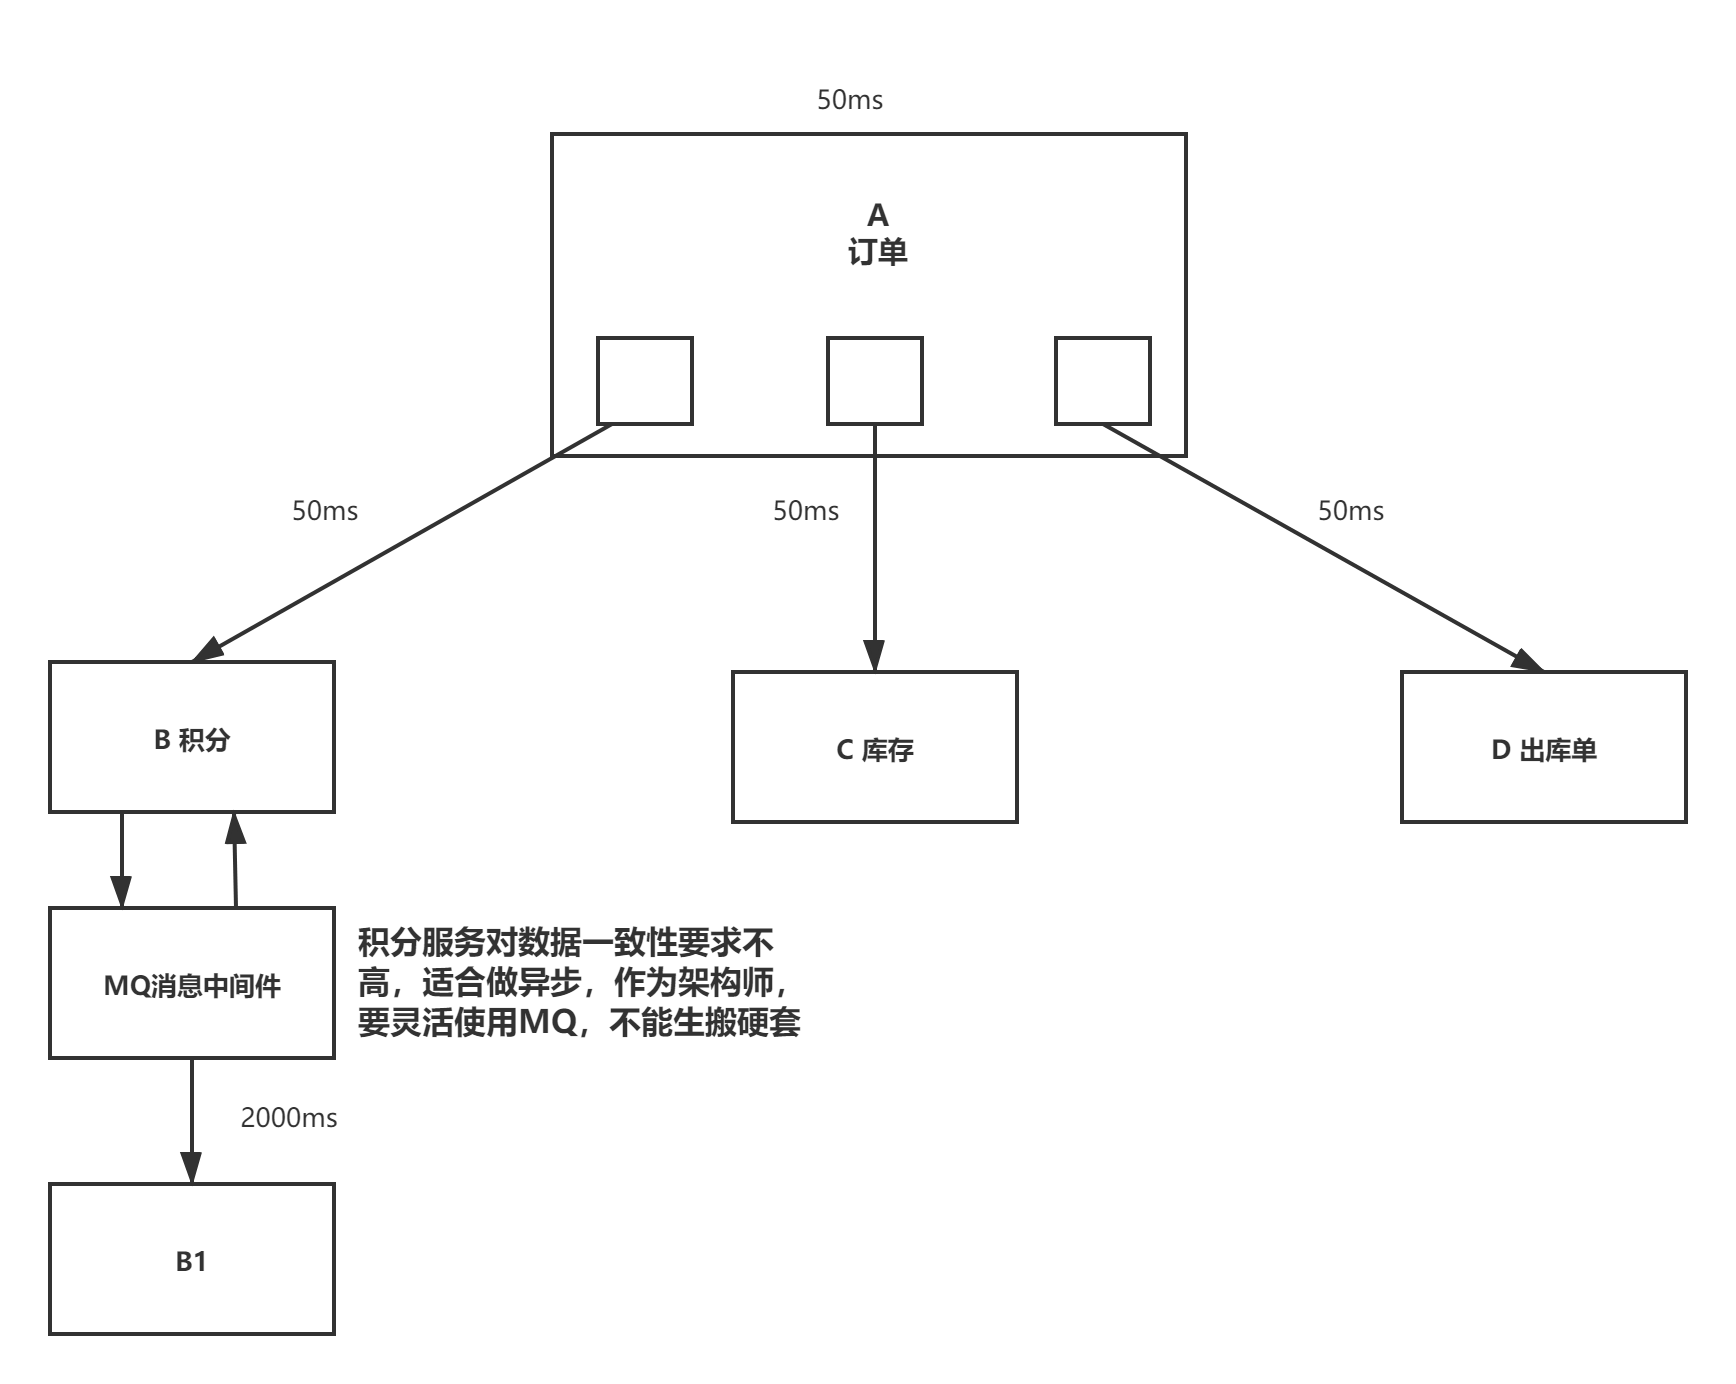 50ms
A
订单
50ms
50ms
50ms
B 积分
C 库存
D 出库单
MQ消息中间件
积分服务对数据一致性要求不
高，适合做异步，作为架构师，
要灵活使用MQ，不能生搬硬套
2000ms
B1